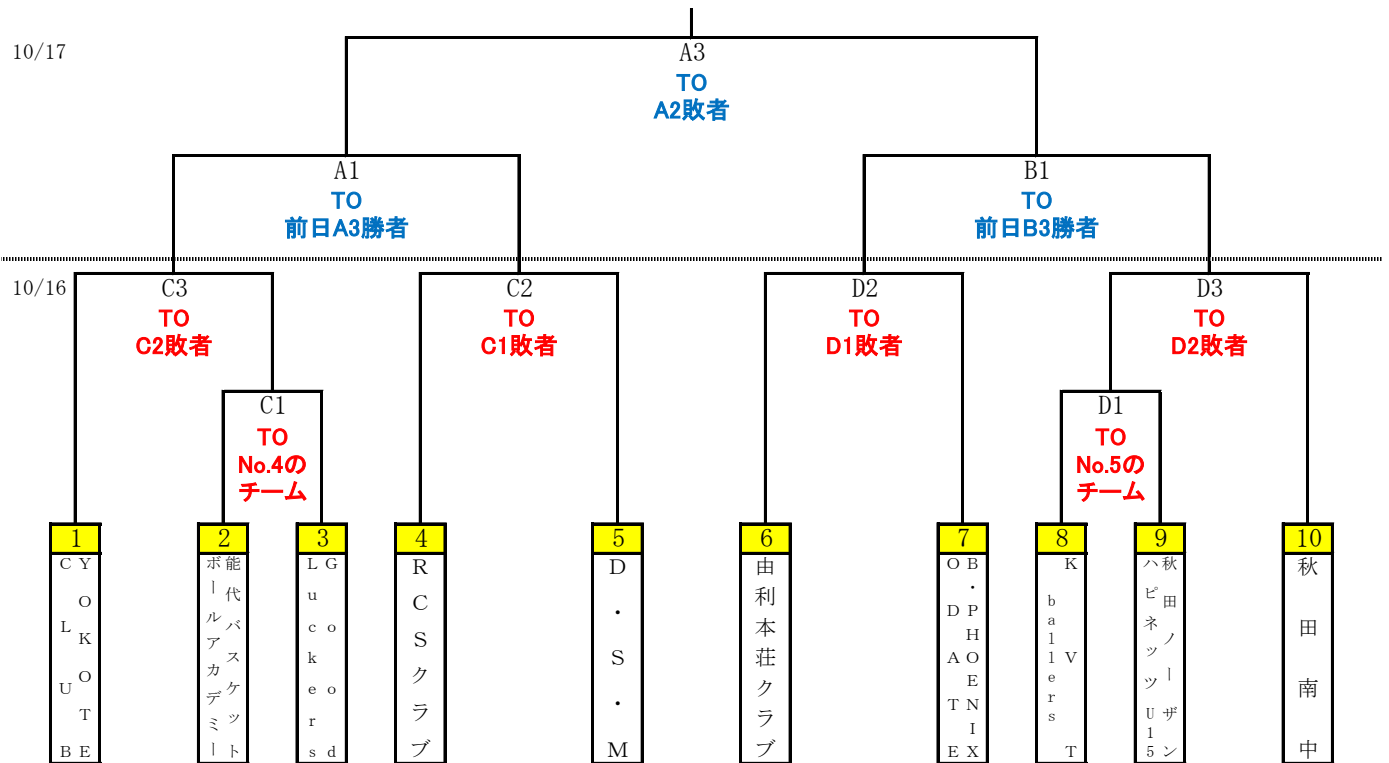 10/17
A3
TO
A2敗者
A1
TO
前日A3勝者
B1
TO
前日B3勝者
10/16
C3
TO
C2敗者
C2
TO
C1敗者
D2
TO
D1敗者
D3
TO
D2敗者
C1
TO
No.4の
チーム
D1
TO
No.5の
チーム
1
YOKOTE
CLUB
2
能代バスケット
ボールアカデミー
3
Good
Luckers
4
RCSクラブ
5
D・S・M
6
由利本荘クラブ
7
B・PHOENIX
ODATE
8
KVT
ballers
9
秋田ノーザン
ハピネッツU15
10
秋田南中